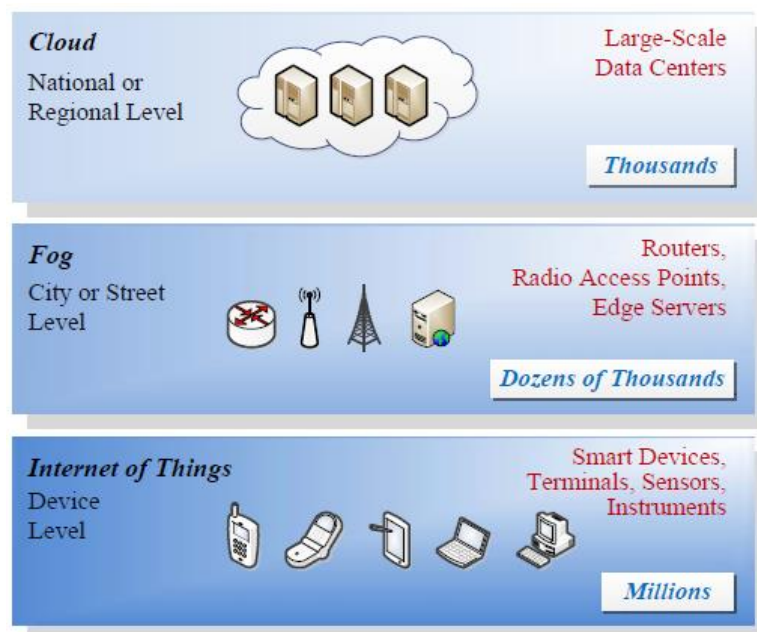 Cloud
National or
Regional Level
Large-Scale
Data Centers
Thousands
Fog
City or Street
Level
Routers,
Radio Access Points,
Edge Servers
Dozens of Thousands
Internet of Things
Device
Level
Smart Devices,
Terminals, Sensors,
Instruments
Millions